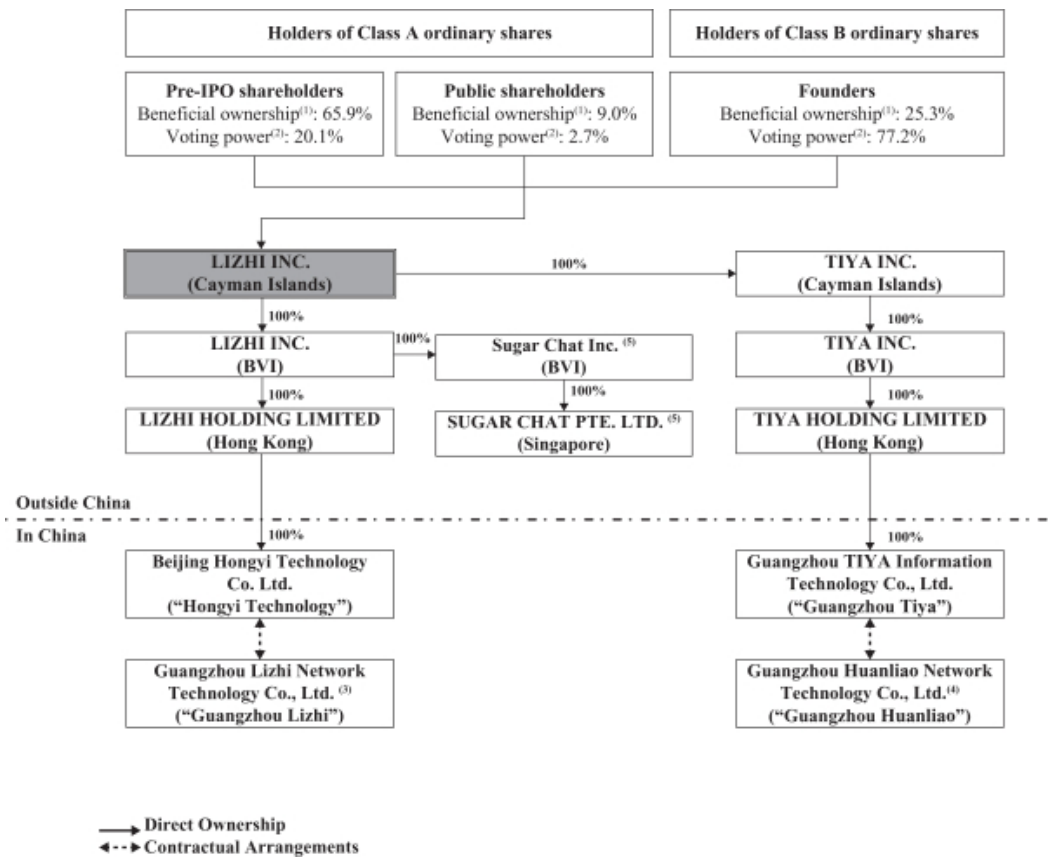 Holders of Class A ordinary shares
Holders of Class B ordinary shares
Pre-IPO shareholders
Beneficial ownership(1): 65.9%
Voting power(2): 20.1%
Public shareholders
Beneficial ownership(1): 9.0%
Voting power(2): 2.7%
Founders
Beneficial ownership(1): 25.3%
Voting power(2): 77.2%
LIZHI INC.
(Cayman Islands)
100%
TIYA INC.
(Cayman Islands)
100%
100%
LIZHI INC.
(BVI)
100%
Sugar Chat Inc. (5)
(BVI)
TIYA INC.
(BVI)
100%
100%
100%
LIZHI HOLDING LIMITED
(Hong Kong)
SUGAR CHAT PTE. LTD. (5)
(Singapore)
TIYA HOLDING LIMITED
(Hong Kong)
Outside China
In China
100%
100%
Beijing Hongyi Technology
Co. Ltd.
(“Hongyi Technology”)
Guangzhou TIYA Information
Technology Co., Ltd.
(“Guangzhou Tiya”)
Guangzhou Lizhi Network
Technology Co., Ltd. (3)
(“Guangzhou Lizhi”)
Guangzhou Huanliao Network
Technology Co., Ltd.(4)
(“Guangzhou Huanliao”)
Direct Ownership
Contractual Arrangements